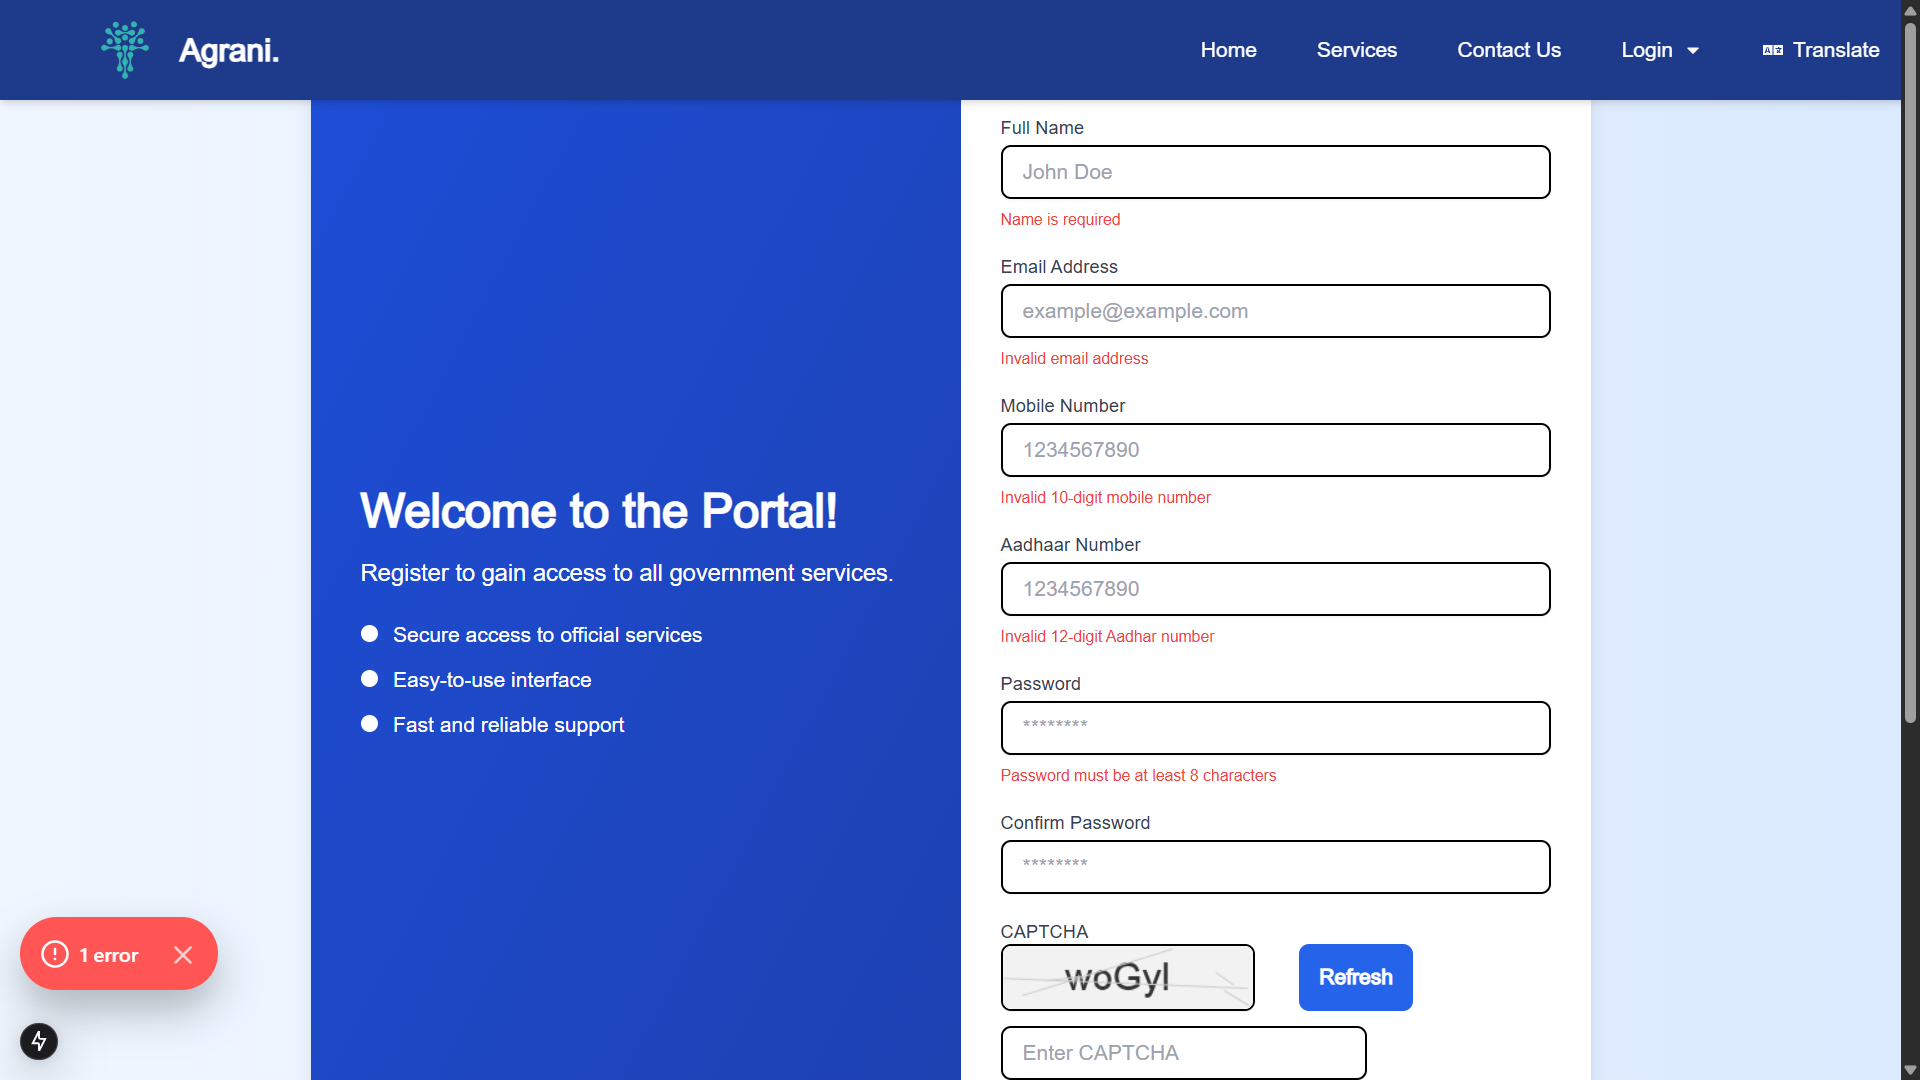 Agrani.
Home
Services
Contact Us
Login
Translate
Welcome to the Portal!
Register to gain access to all government services.
Secure access to official services
Easy-to-use interface
Fast and reliable support
Full Name
John Doe
Name is required
Email Address
example@example.com
Invalid email address
Mobile Number
1234567890
Invalid 10-digit mobile number
Aadhaar Number
1234567890
Invalid 12-digit Aadhar number
Password
********
Password must be at least 8 characters
Confirm Password
********
CAPTCHA
Refresh
Enter CAPTCHA
1 error